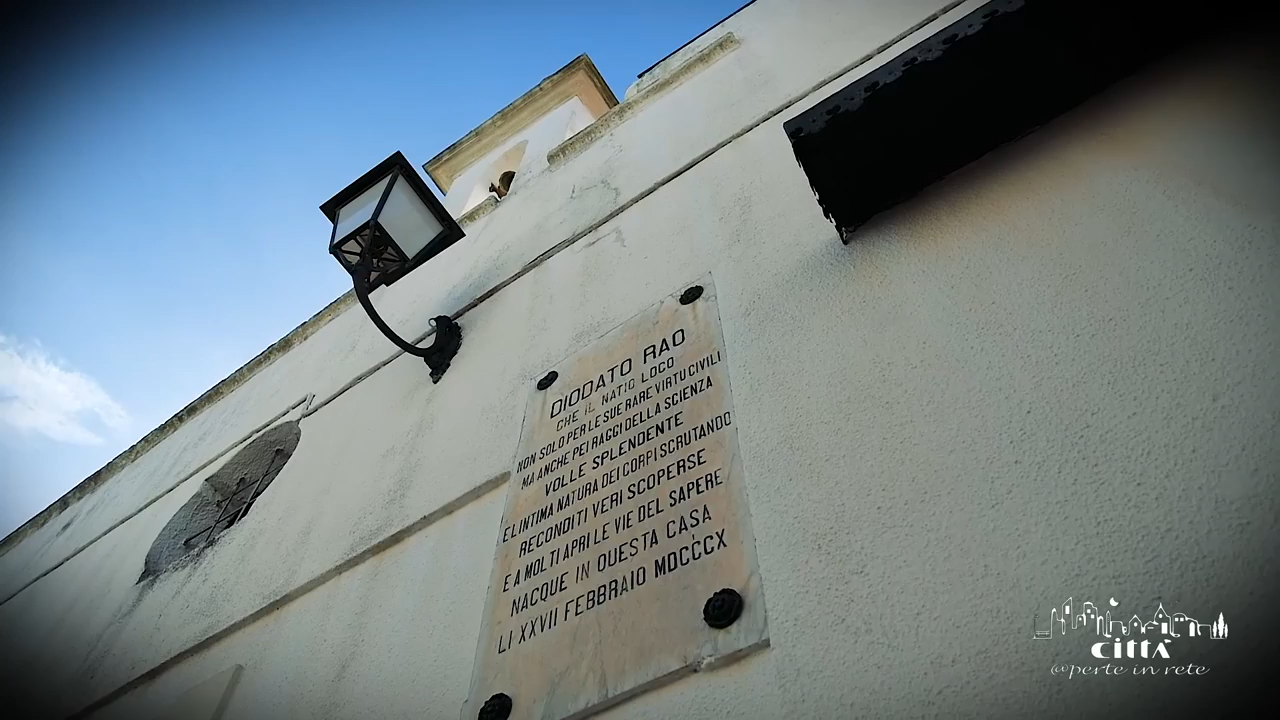 DIODATO RAO
CHE IL NATIO LOCO
NON SOLO PER LE SUE RARE VIRTU CIVILI
MA ANCHE PEI RAGGI DELLA SCIENZA
VOLLE SPLENDENTE
E L INTIMA NATURA DEI CORPI SCRUTANDO
RECONDITI VERI SCOPERSE
E A MOLTI APRI LE VIE DEL SAPERE
NACQUE IN QUESTA CASA
LI XXVII FEBBRAIO MDCCCX
CITTÀ
@perte in rete